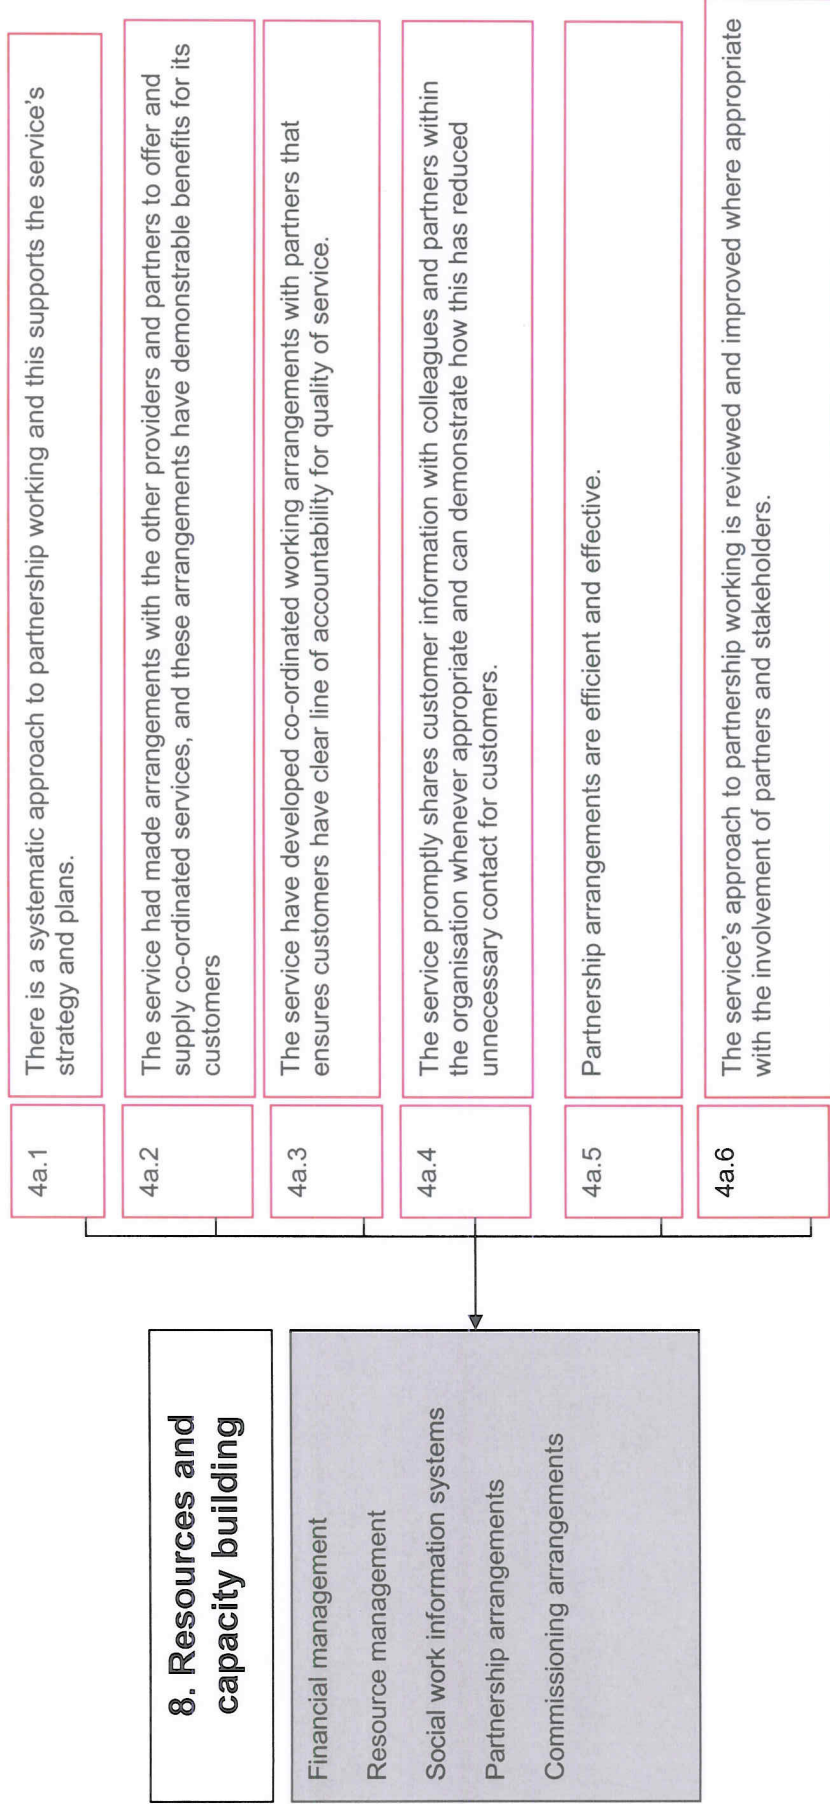 8. Resources and
capacity building
Financial management
Resource management
Social work information systems
Partnership arrangements
Commissioning arrangements
4a.1
There is a systematic approach to partnership working and this supports the service's
strategy and plans.
4a.2
The service had made arrangements with the other providers and partners to offer and
supply co-ordinated services, and these arrangements have demonstrable benefits for its
customers
4a.3
The service have developed co-ordinated working arrangements with partners that
ensures customers have clear line of accountability for quality of service.
4a.4
The service promptly shares customer information with colleagues and partners within
the organisation whenever appropriate and can demonstrate how this has reduced
unnecessary contact for customers.
4a.5
Partnership arrangements are efficient and effective.
4a.6
The service's approach to partnership working is reviewed and improved where appropriate
with the involvement of partners and stakeholders.